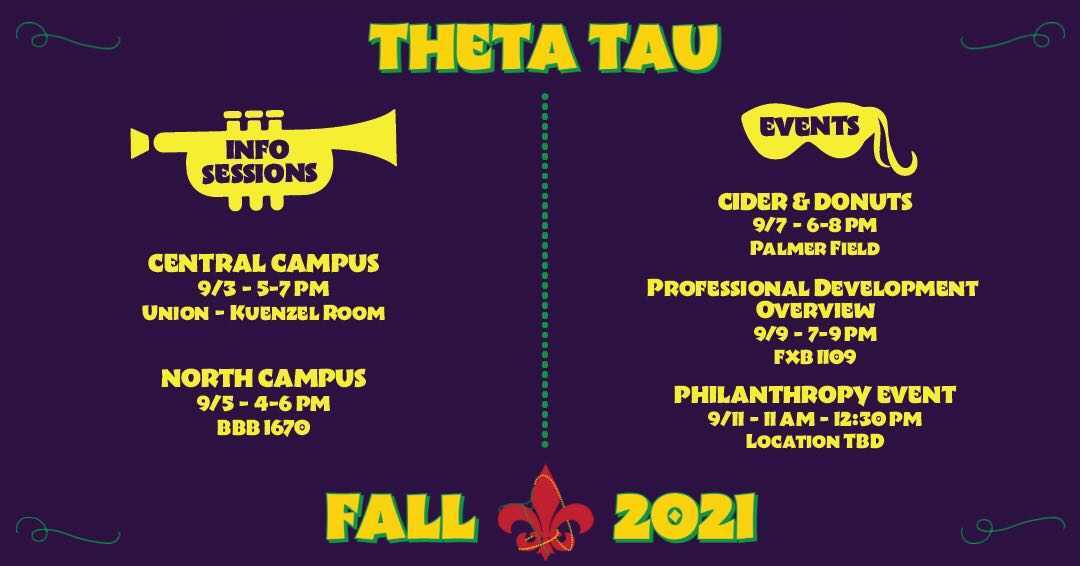 THETA TAU
INFO
SESSIONS
CENTRAL CAMPUS
9/3 - 5-7 PM
UNION - KUENZEL ROOM
NORTH CAMPUS
9/5 - 4-6 PM
BBB 1670
EVENTS
CIDER & DONUTS
9/7 - 6-8 PM
PALMER FIELD
PROFESSIONAL DEVELOPMENT
OVERVIEW
9/9 - 7-9 PM
FXB 1109
PHILANTHROPY EVENT
9/11 - 11 AM - 12:30 PM
LOCATION TBD
FALL 2021